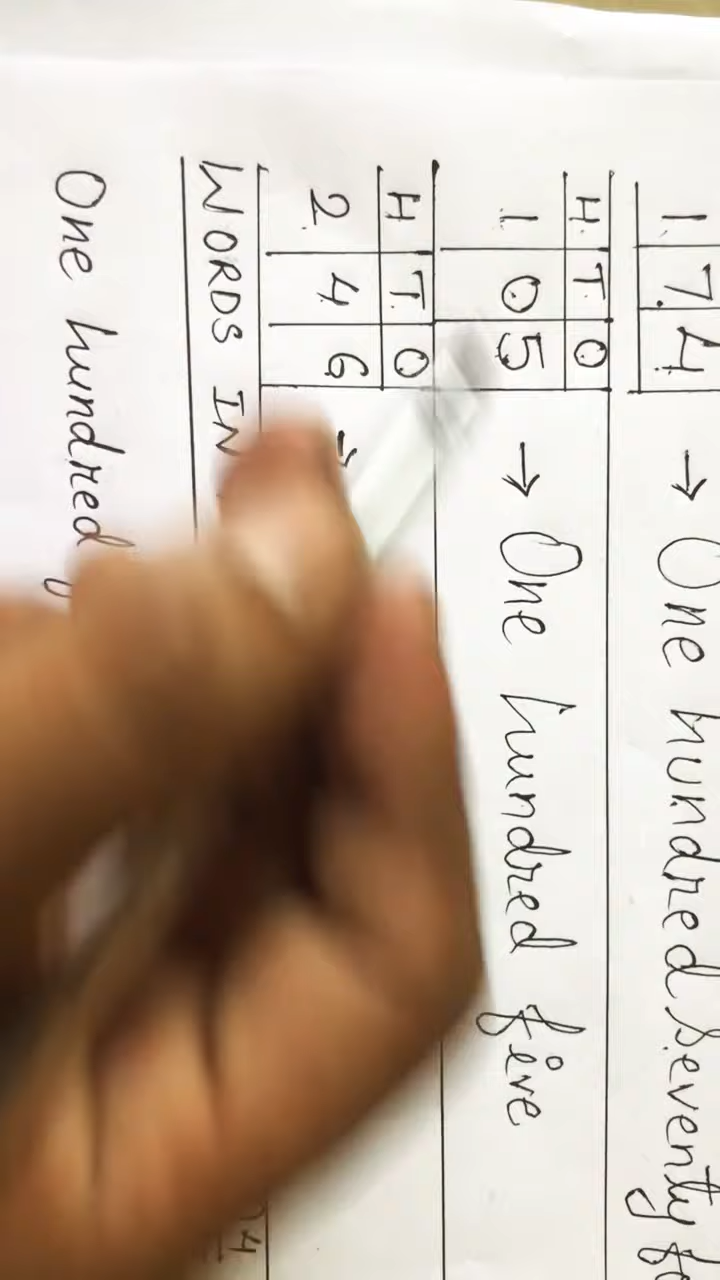 1 7 4 → One hundred seventy
H T O
1 0 5 → One hundred five
H T O
2 4 6 →
WORDS IN
One hundred